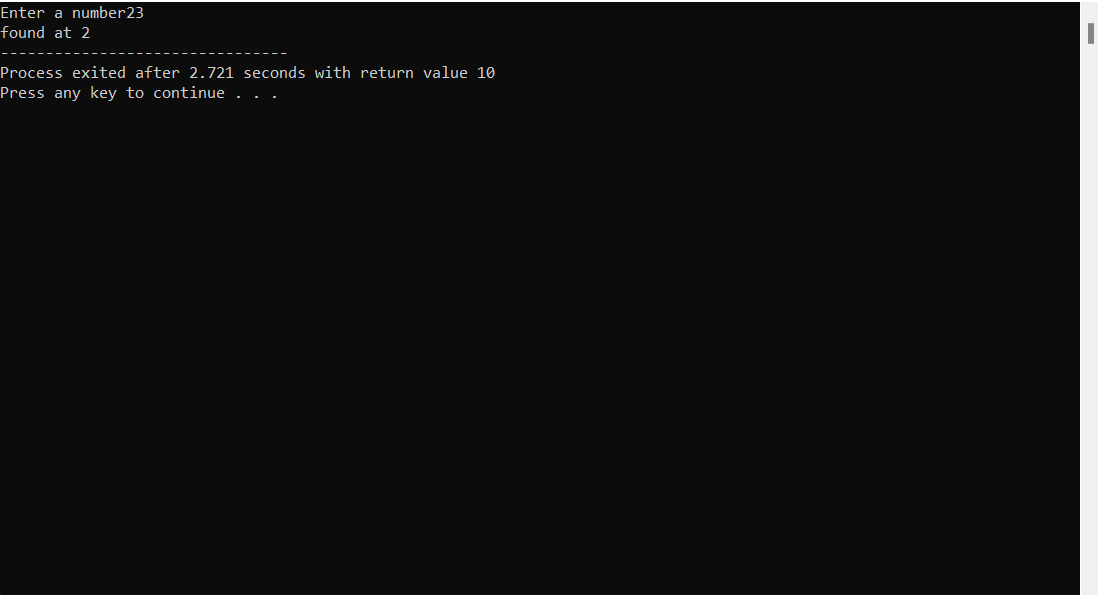 Enter a number23
found at 2
--------------------------------
Process exited after 2.721 seconds with return value 10
Press any key to continue . . .